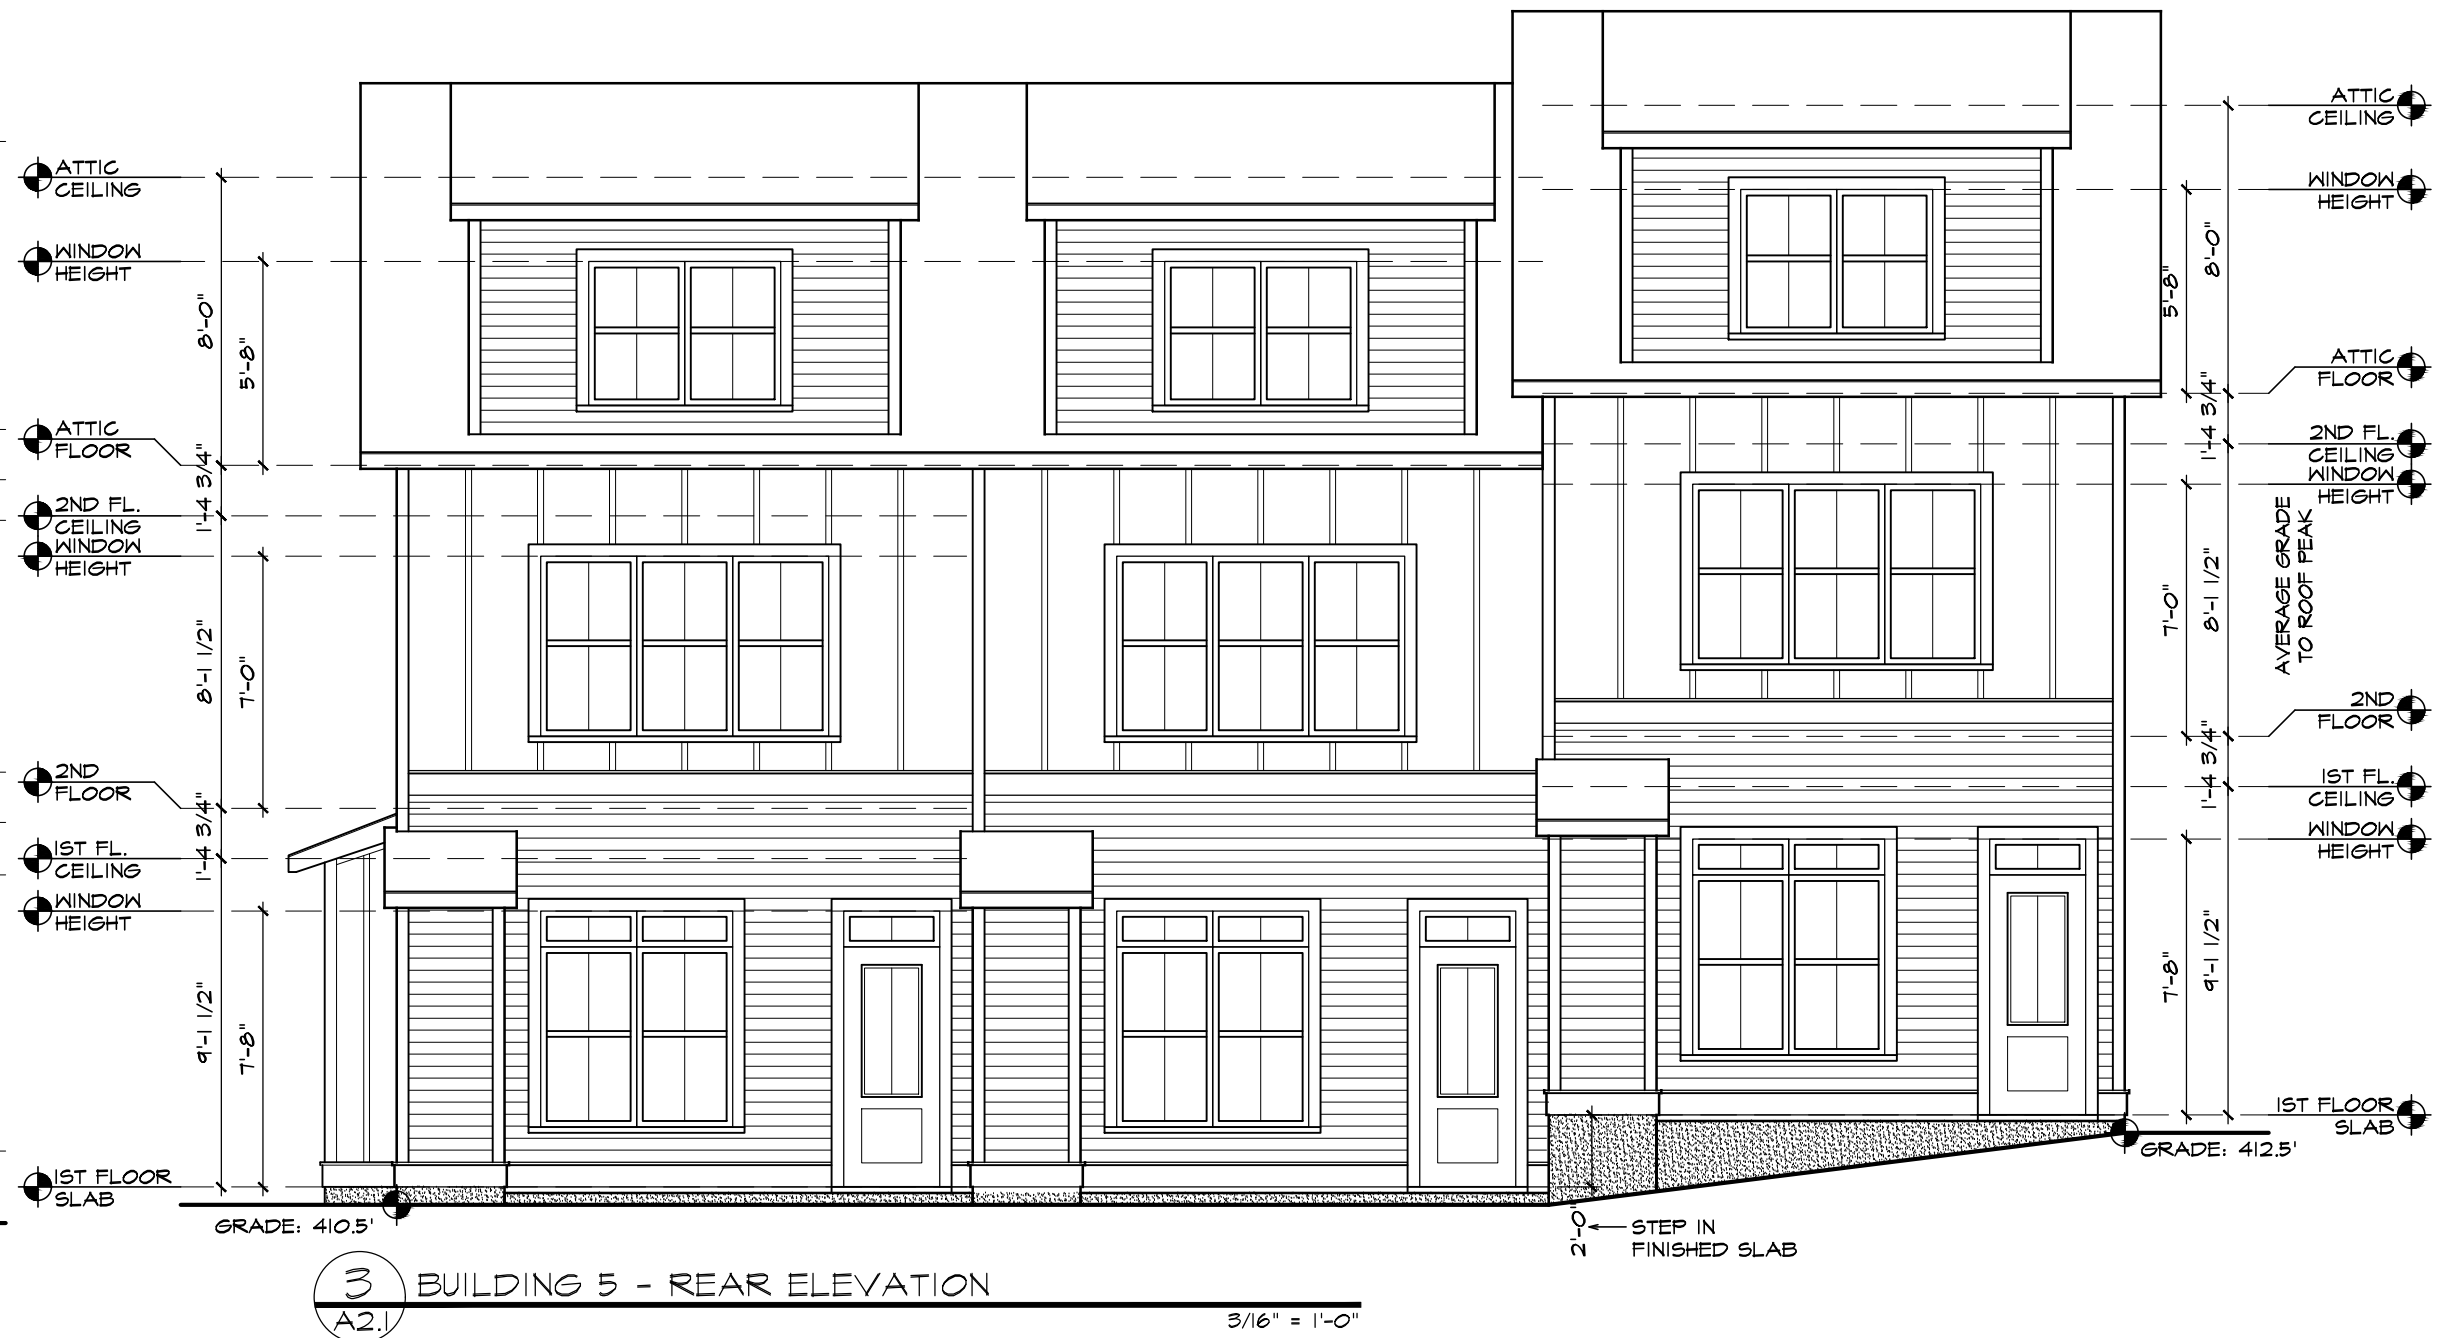 ATTIC
CEILING
WINDOW
HEIGHT
8'-0"
5'-8"
ATTIC
FLOOR
1'-4 3/4"
2ND FL.
CEILING
WINDOW
HEIGHT
8'-1 1/2"
7'-0"
2ND
FLOOR
1'-4 3/4"
1ST FL.
CEILING
WINDOW
HEIGHT
9'-1 1/2"
7'-8"
1ST FLOOR
SLAB
GRADE: 410.5'
ATTIC
CEILING
WINDOW
HEIGHT
8'-0"
5'-8"
ATTIC
FLOOR
1'-4 3/4"
2ND FL.
CEILING
WINDOW
HEIGHT
AVERAGE GRADE
TO ROOF PEAK
8'-1 1/2"
7'-0"
2ND
FLOOR
1'-4 3/4"
1ST FL.
CEILING
WINDOW
HEIGHT
9'-1 1/2"
7'-8"
1ST FLOOR
SLAB
GRADE: 412.5'
2'-0"
STEP IN
FINISHED SLAB
3
A2.1
BUILDING 5 - REAR ELEVATION
3/16" = 1'-0"